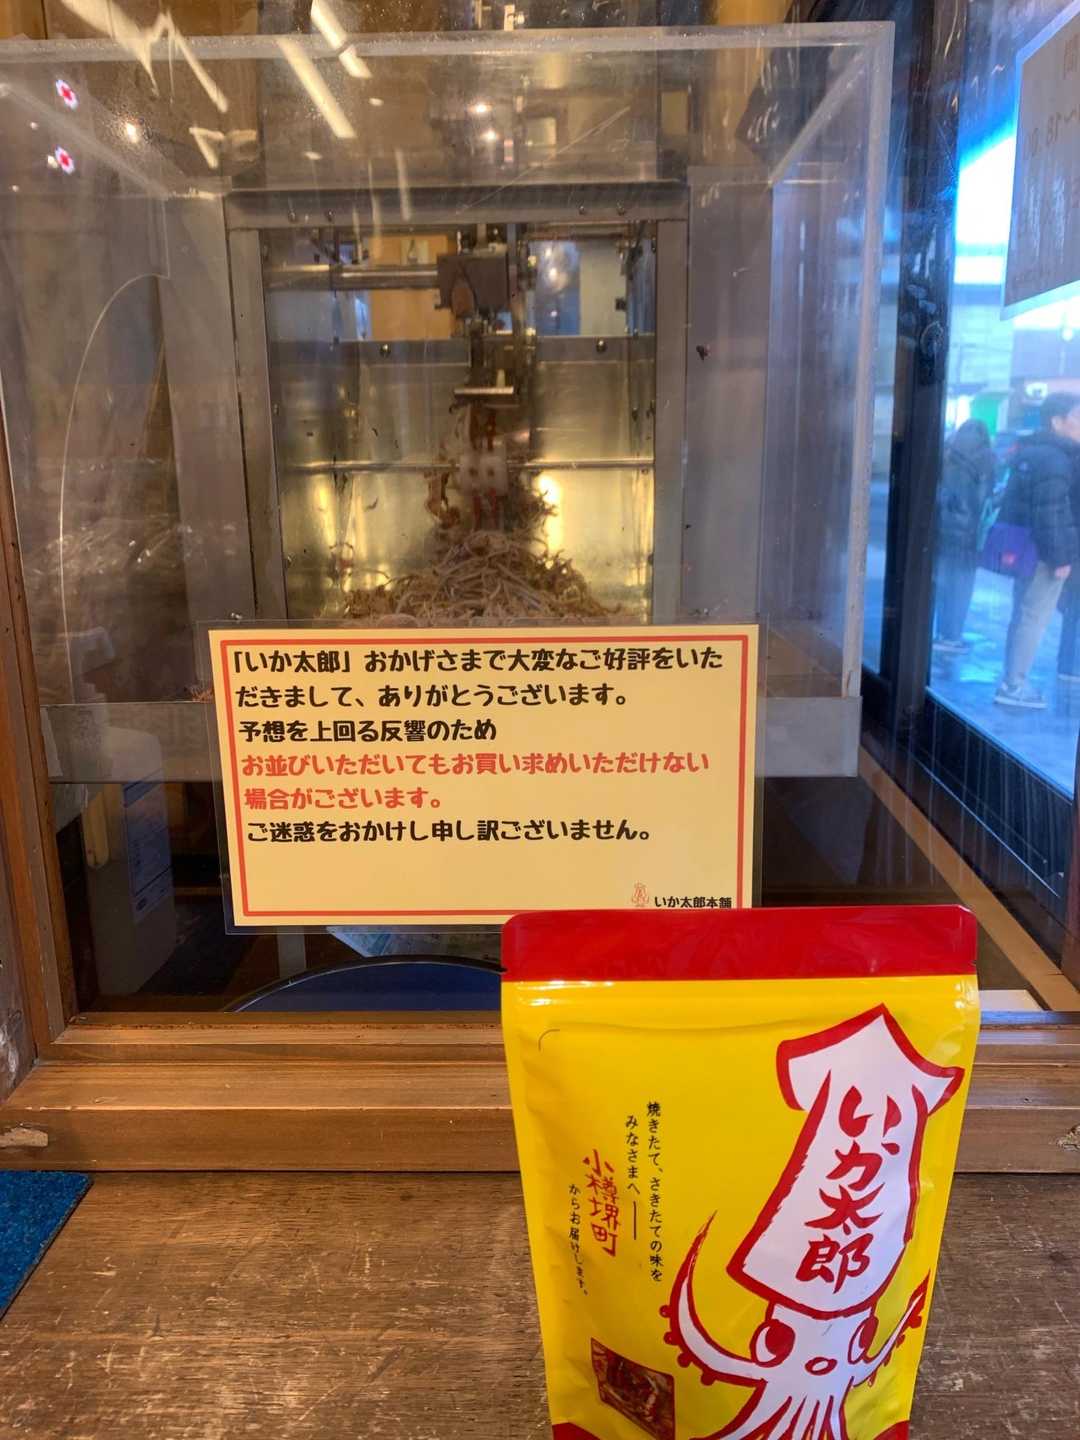 「いか太郎」おかげさまで大変なご好評をいた
だきまして、ありがとうございます。
予想を上回る反響のため
お並びいただいてもお買い求めいただけない
場合がございます。
ご迷惑をおかけし申し訳ございません。
いか太郎本舗
いか太郎
焼きたて、さきたての味を
みなさまへ――
小樽堺町
からお届けします。